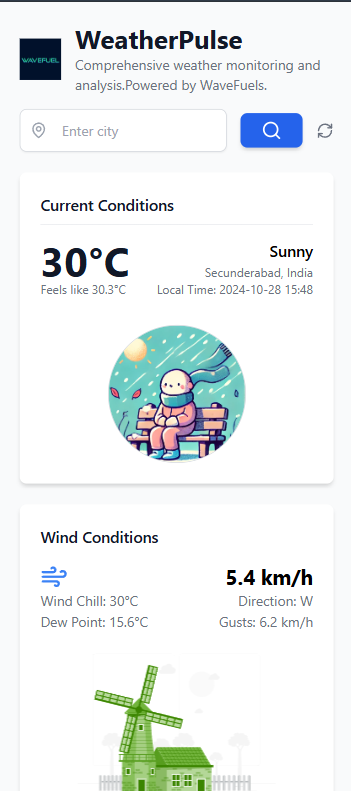 WAVEFUEL
WeatherPulse
Comprehensive weather monitoring and
analysis.Powered by WaveFuels.
Enter city
Current Conditions
30°C
Sunny
Secunderabad, India
Feels like 30.3°C
Local Time: 2024-10-28 15:48
Wind Conditions
5.4 km/h
Wind Chill: 30°C
Direction: W
Dew Point: 15.6°C
Gusts: 6.2 km/h